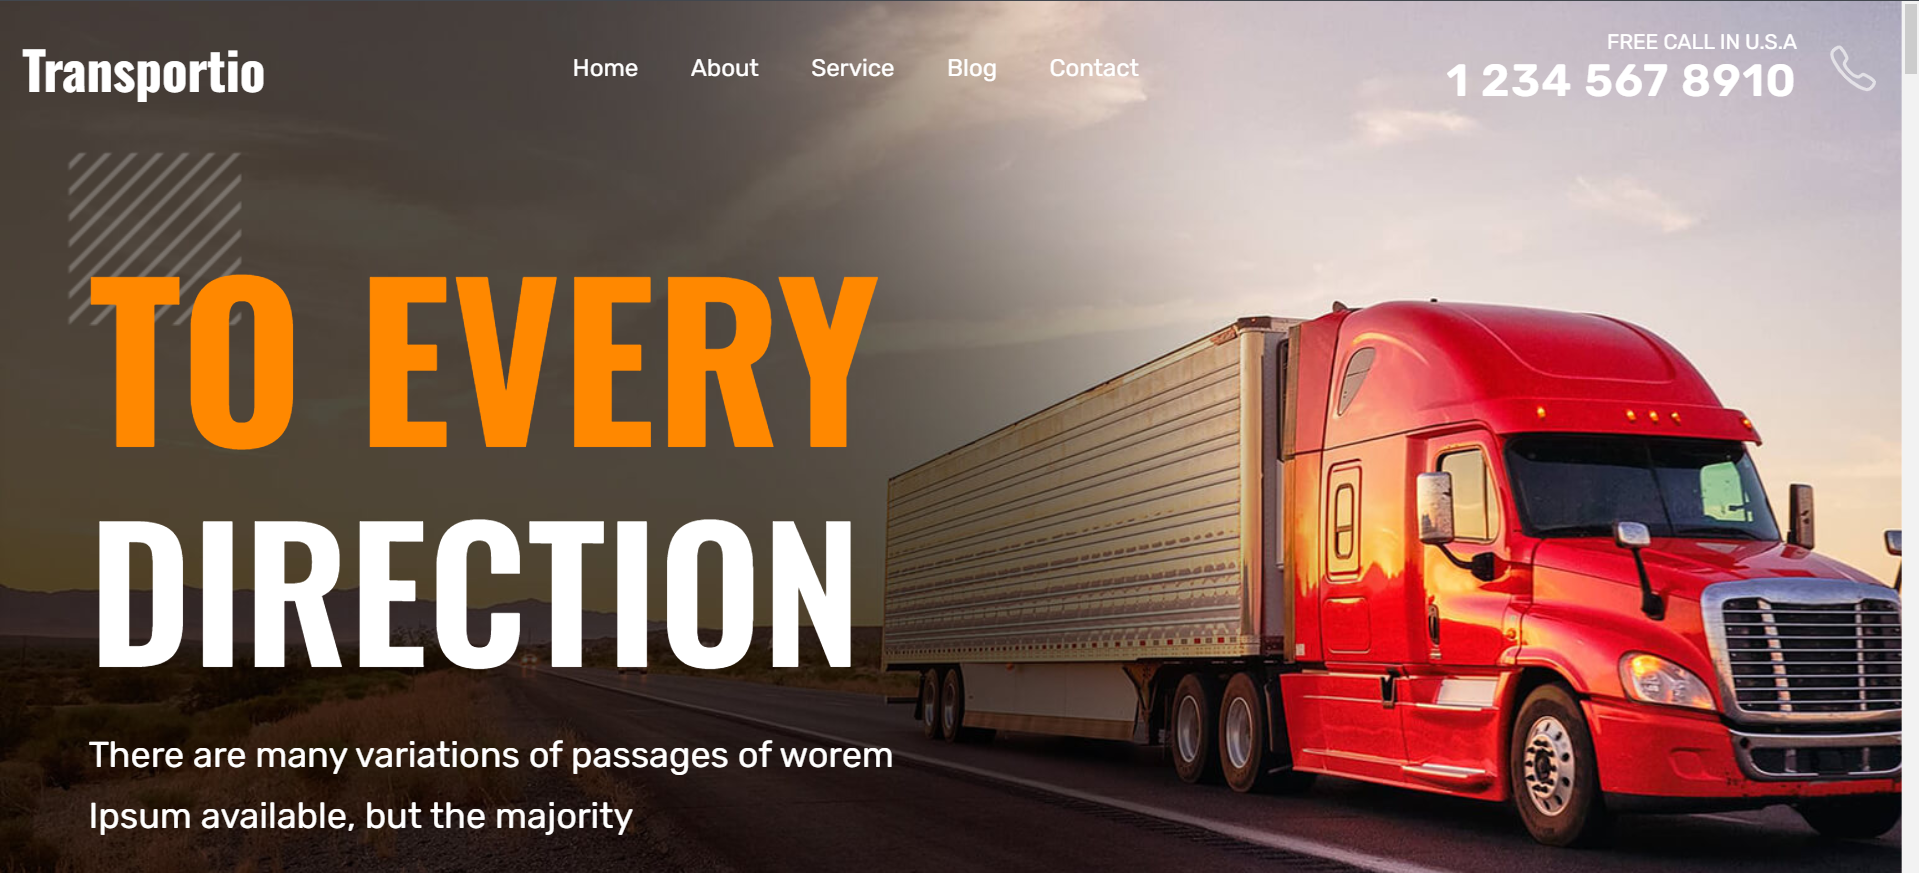 Transportio
Home About Service Blog Contact
FREE CALL IN U.S.A
1 234 567 8910
TO EVERY
DIRECTION
There are many variations of passages of worem
Ipsum available, but the majority